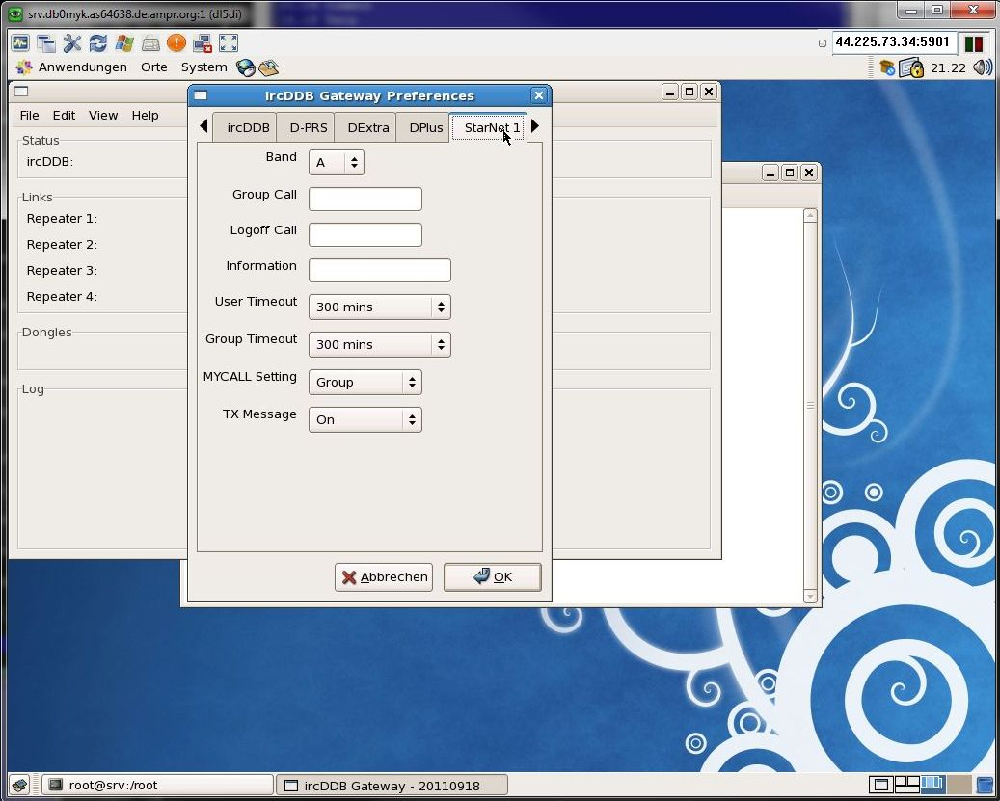 srv.db0myk.as64638.de.ampr.org:1 (dl5di)
44.225.73.34:5901
Anwendungen Orte System
21:22
ircDDB Gateway Preferences
File Edit View Help
ircDDB D-PRS DExtra DPlus StarNet 1
Status
ircDDB:
Links
Repeater 1:
Repeater 2:
Repeater 3:
Repeater 4:
Dongles
Log
Band A
Group Call
Logoff Call
Information
User Timeout 300 mins
Group Timeout 300 mins
MYCALL Setting Group
TX Message On
Abbrechen OK
root@srv:/root
ircDDB Gateway - 20110918